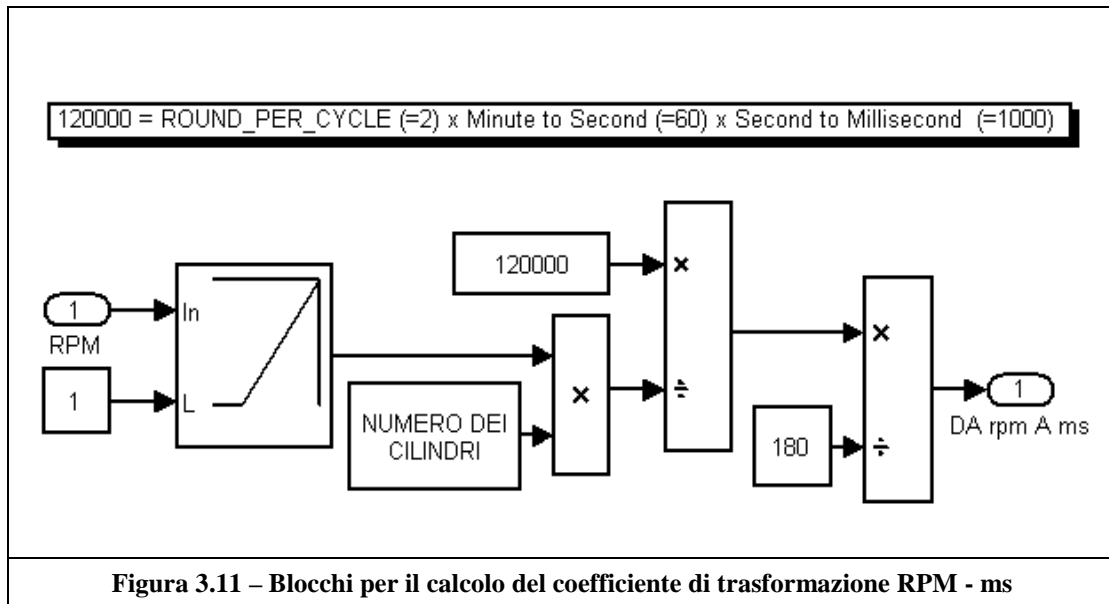 120000 = ROUND_PER_CYCLE (=2) x Minute to Second (=60) x Second to Millisecond (=1000)
1
RPM
1
In
L
NUMERO DEI
CILINDRI
×
120000
×
÷
180
×
÷
1
DA rpm A ms
Figura 3.11 – Blocchi per il calcolo del coefficiente di trasformazione RPM - ms